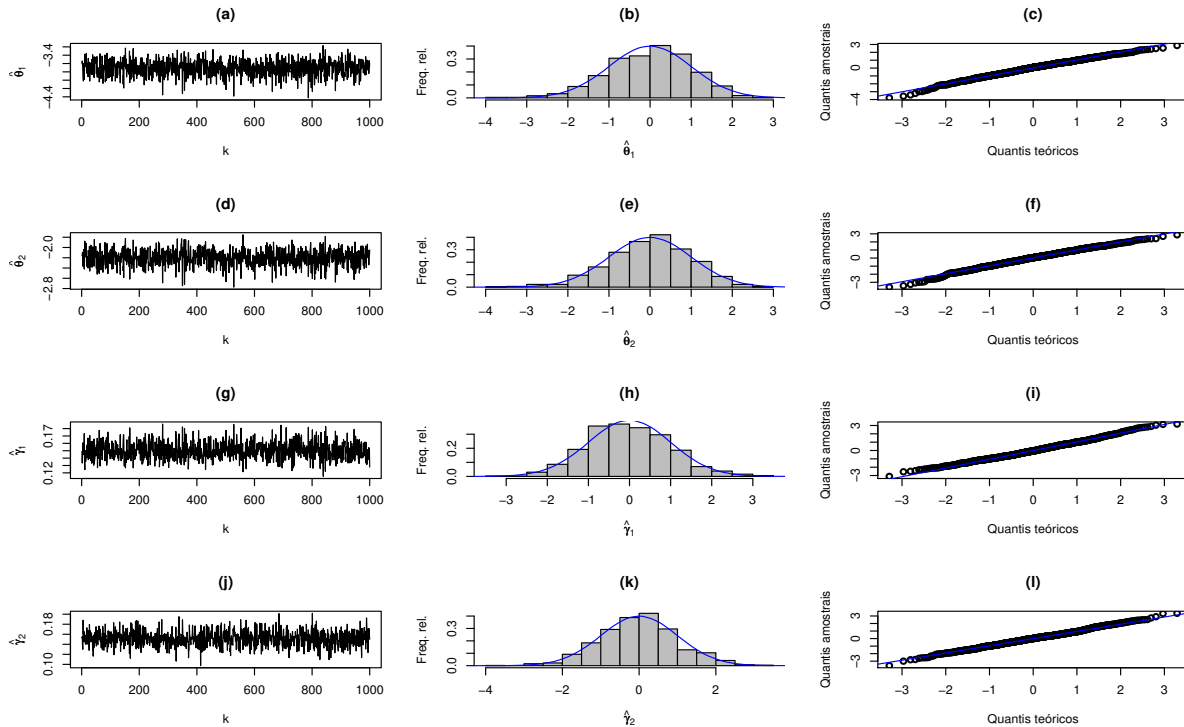 (a)
θ̂1
−3.4
−4.4
0 200 400 600 800 1000
k
(b)
Freq. rel.
0.0 0.3
−4 −3 −2 −1 0 1 2 3
θ̂1
(c)
Quantis amostrais
−4 0 3
−3 −2 −1 0 1 2 3
Quantis teóricos
(d)
θ̂2
−2.0
−2.8
0 200 400 600 800 1000
k
(e)
Freq. rel.
0.0 0.3
−4 −3 −2 −1 0 1 2 3
θ̂2
(f)
Quantis amostrais
−3 0 3
−3 −2 −1 0 1 2 3
Quantis teóricos
(g)
γ̂1
0.17
0.12
0 200 400 600 800 1000
k
(h)
Freq. rel.
0.0 0.2
−3 −2 −1 0 1 2 3
γ̂1
(i)
Quantis amostrais
−3 0 3
−3 −2 −1 0 1 2 3
Quantis teóricos
(j)
γ̂2
0.18
0.10
0 200 400 600 800 1000
k
(k)
Freq. rel.
0.0 0.3
−4 −2 0 2
γ̂2
(l)
Quantis amostrais
−3 0 3
−3 −2 −1 0 1 2 3
Quantis teóricos